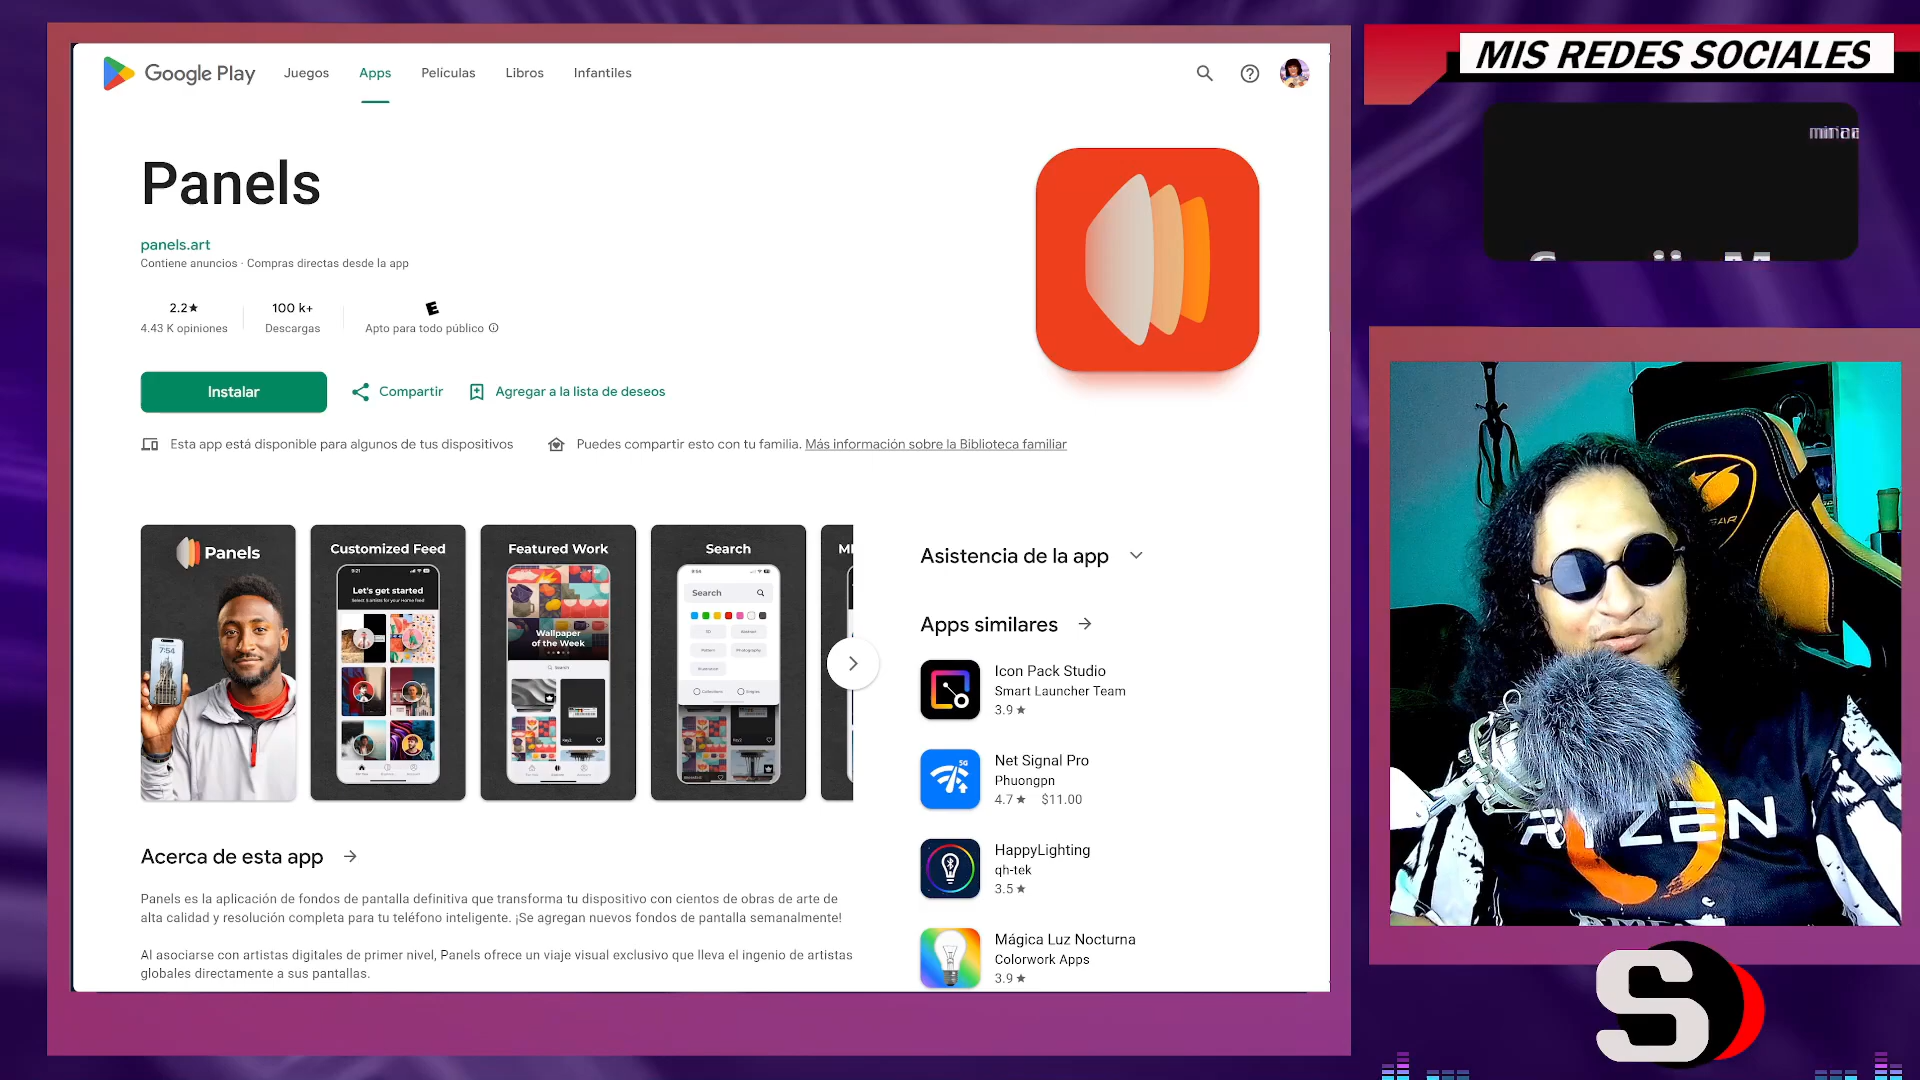 Google Play
Juegos
Apps
Películas
Libros
Infantiles
Panels
panels.art
Contiene anuncios · Compras directas desde la app
2.2★
4.43 K opiniones
100 k+
Descargas
E
Apto para todo público
Instalar
Compartir
Agregar a la lista de deseos
Esta app está disponible para algunos de tus dispositivos
Puedes compartir esto con tu familia. Más información sobre la Biblioteca familiar
Panels
7:54
Customized Feed
9:21
Let's get started
Featured Work
Wallpaper
of the Week
Search
Search
Search
Asistencia de la app
Apps similares
Icon Pack Studio
Smart Launcher Team
3.9★
5G
Net Signal Pro
Phuongpn
4.7★ $11.00
HappyLighting
qh-tek
3.5★
Mágica Luz Nocturna
Colorwork Apps
3.9★
Acerca de esta app
Panels es la aplicación de fondos de pantalla definitiva que transforma tu dispositivo con cientos de obras de arte de
alta calidad y resolución completa para tu teléfono inteligente. ¡Se agregan nuevos fondos de pantalla semanalmente!
Al asociarse con artistas digitales de primer nivel, Panels ofrece un viaje visual exclusivo que lleva el ingenio de artistas
globales directamente a sus pantallas.
MIS REDES SOCIALES
RYZEN
S